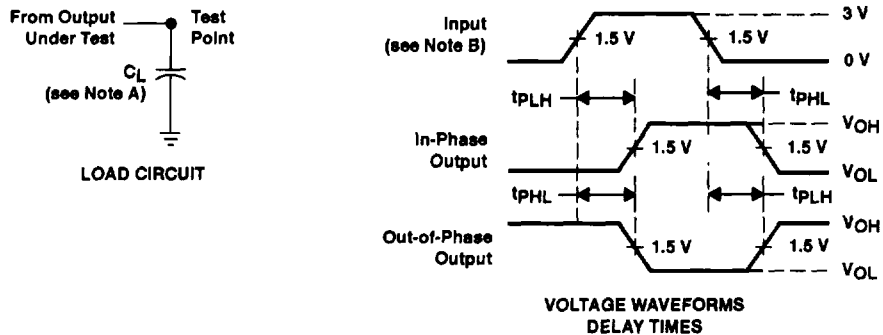 From Output
Under Test
Test
Point
CL
(see Note A)
LOAD CIRCUIT
Input
(see Note B)
1.5 V
1.5 V
3 V
0 V
tPLH
tPHL
In-Phase
Output
1.5 V
1.5 V
VOH
VOL
tPHL
tPLH
Out-of-Phase
Output
1.5 V
1.5 V
VOH
VOL
VOLTAGE WAVEFORMS
DELAY TIMES